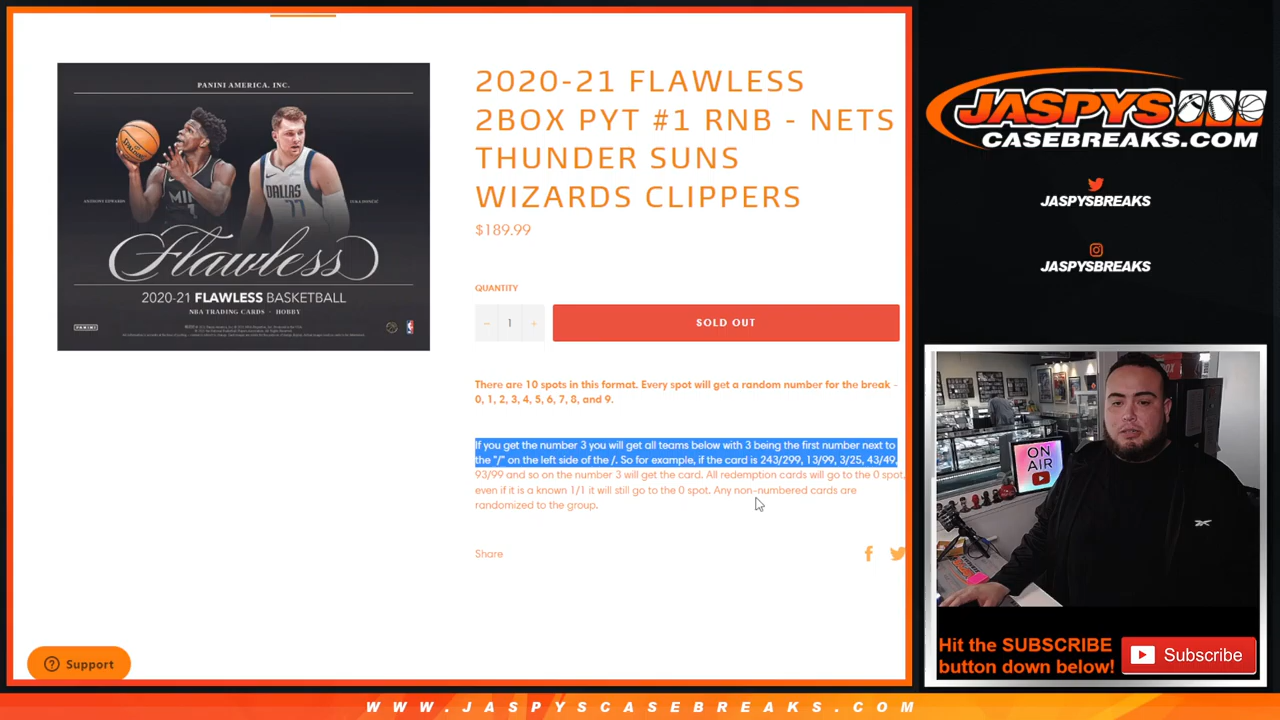 PANINI AMERICA, INC.
ANTHONY EDWARDS
LUKA DONČIĆ
DALLAS
77
Flawless
2020-21 FLAWLESS BASKETBALL
NBA TRADING CARDS • HOBBY
PANINI
2020-21 FLAWLESS
2BOX PYT #1 RNB - NETS
THUNDER SUNS
WIZARDS CLIPPERS
$189.99
QUANTITY
− 1 +
SOLD OUT
There are 10 spots in this format. Every spot will get a random number for the break -
0, 1, 2, 3, 4, 5, 6, 7, 8, and 9.
If you get the number 3 you will get all teams below with 3 being the first number next to
the "/" on the left side of the /. So for example, if the card is 243/299, 13/99, 3/25, 43/49,
93/99 and so on the number 3 will get the card. All redemption cards will go to the 0 spot,
even if it is a known 1/1 it will still go to the 0 spot. Any non-numbered cards are
randomized to the group.
Share
Support
JASPYS
CASEBREAKS.COM
JASPYSBREAKS
JASPYSBREAKS
ON
AIR
Hit the SUBSCRIBE
button down below!
Subscribe
WWW.JASPYSCASEBREAKS.COM